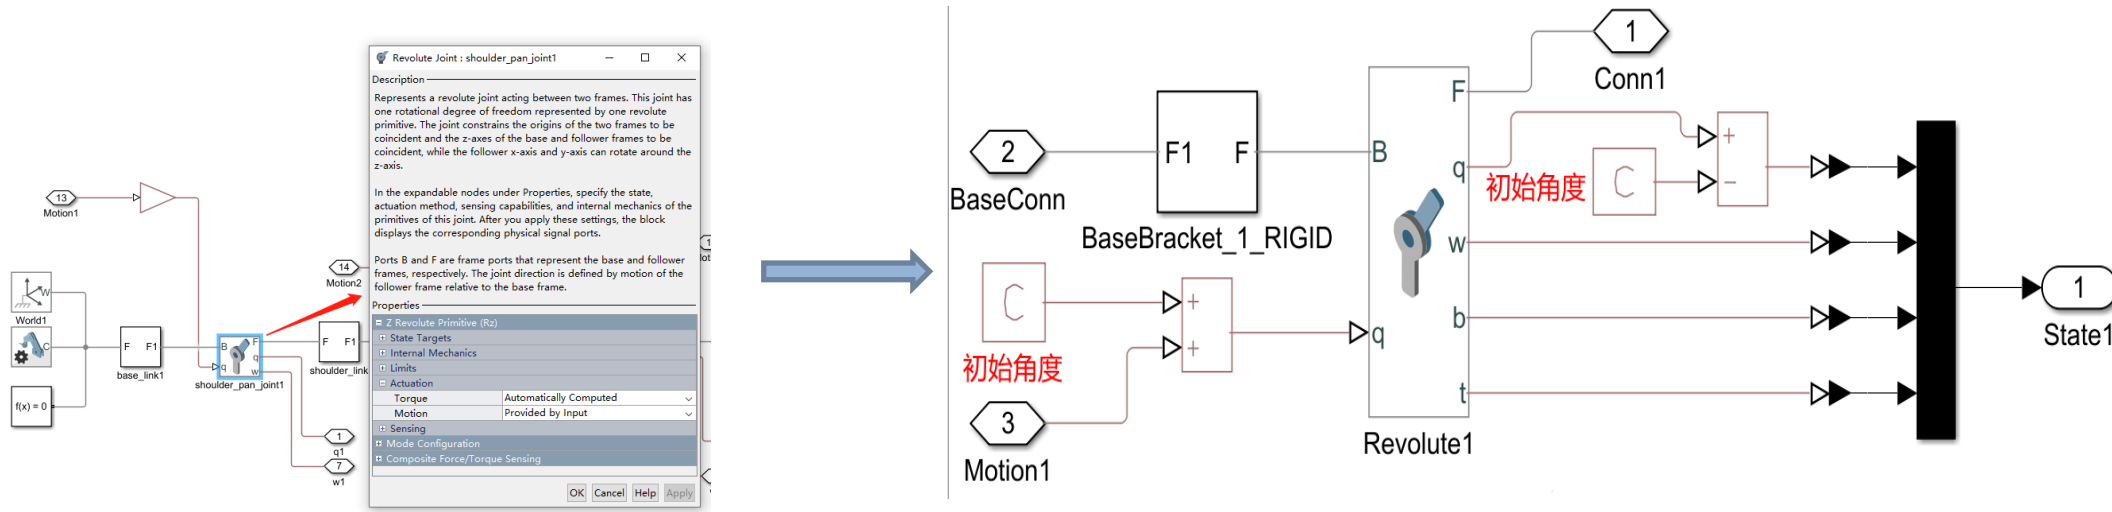 Revolute Joint : shoulder_pan_joint1
Description
Represents a revolute joint acting between two frames. This joint has
one rotational degree of freedom represented by one revolute
primitive. The joint constrains the origins of the two frames to be
coincident and the z-axes of the base and follower frames to be
coincident, while the follower x-axis and y-axis can rotate around the
z-axis.
In the expandable nodes under Properties, specify the state,
actuation method, sensing capabilities, and internal mechanics of the
primitives of this joint. After you apply these settings, the block
displays the corresponding physical signal ports.
Ports B and F are frame ports that represent the base and follower
frames, respectively. The joint direction is defined by motion of the
follower frame relative to the base frame.
Properties
Z Revolute Primitive (Rz)
State Targets
Internal Mechanics
Limits
Actuation
Torque Automatically Computed
Motion Provided by Input
Sensing
Mode Configuration
Composite Force/Torque Sensing
OK Cancel Help Apply
13
Motion1
14
Motion2
W
World1
C
f(x) = 0
F F1
base_link1
B F
q q
w
shoulder_pan_joint1
F F1
shoulder_link
1
q1
7
w1
1
Conn1
2
BaseConn
F1 F
BaseBracket_1_RIGID
C
初始角度
+
+
3
Motion1
B
q
F
q
w
b
t
Revolute1
初始角度
C
+
−
1
State1